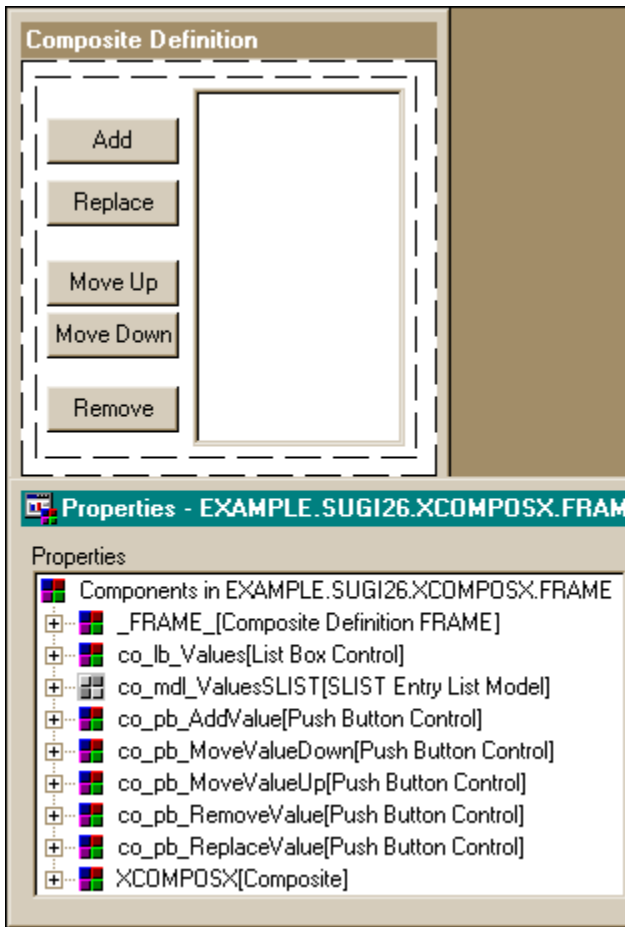 Composite Definition
Add
Replace
Move Up
Move Down
Remove
Properties - EXAMPLE.SUGI26.XCOMPOSX.FRAM
Properties
Components in EXAMPLE.SUGI26.XCOMPOSX.FRAME
_FRAME_[Composite Definition FRAME]
co_lb_Values[List Box Control]
co_mdl_ValuesSLIST[SLIST Entry List Model]
co_pb_AddValue[Push Button Control]
co_pb_MoveValueDown[Push Button Control]
co_pb_MoveValueUp[Push Button Control]
co_pb_RemoveValue[Push Button Control]
co_pb_ReplaceValue[Push Button Control]
XCOMPOSX[Composite]